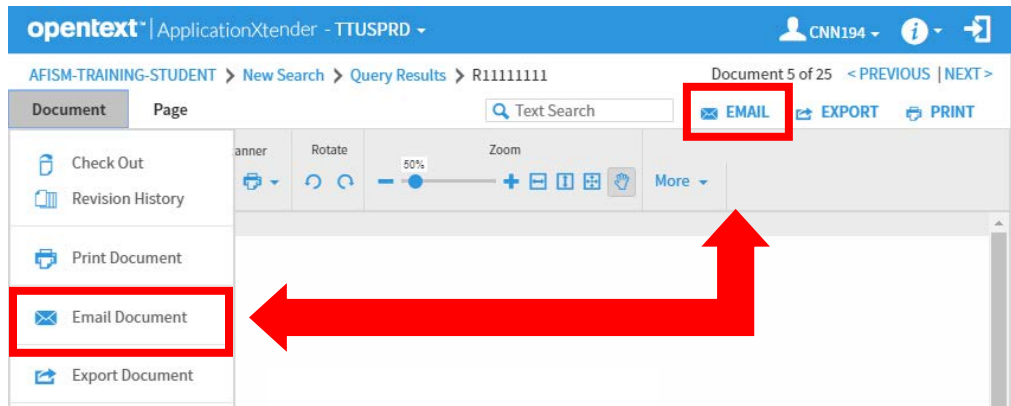 opentext™ | ApplicationXtender - TTUSPRD
CNN194
AFISM-TRAINING-STUDENT > New Search > Query Results > R11111111
Document 5 of 25 < PREVIOUS | NEXT >
Document Page
Text Search
EMAIL EXPORT PRINT
Check Out
Revision History
Print Document
Email Document
Export Document
anner Rotate Zoom
50%
More